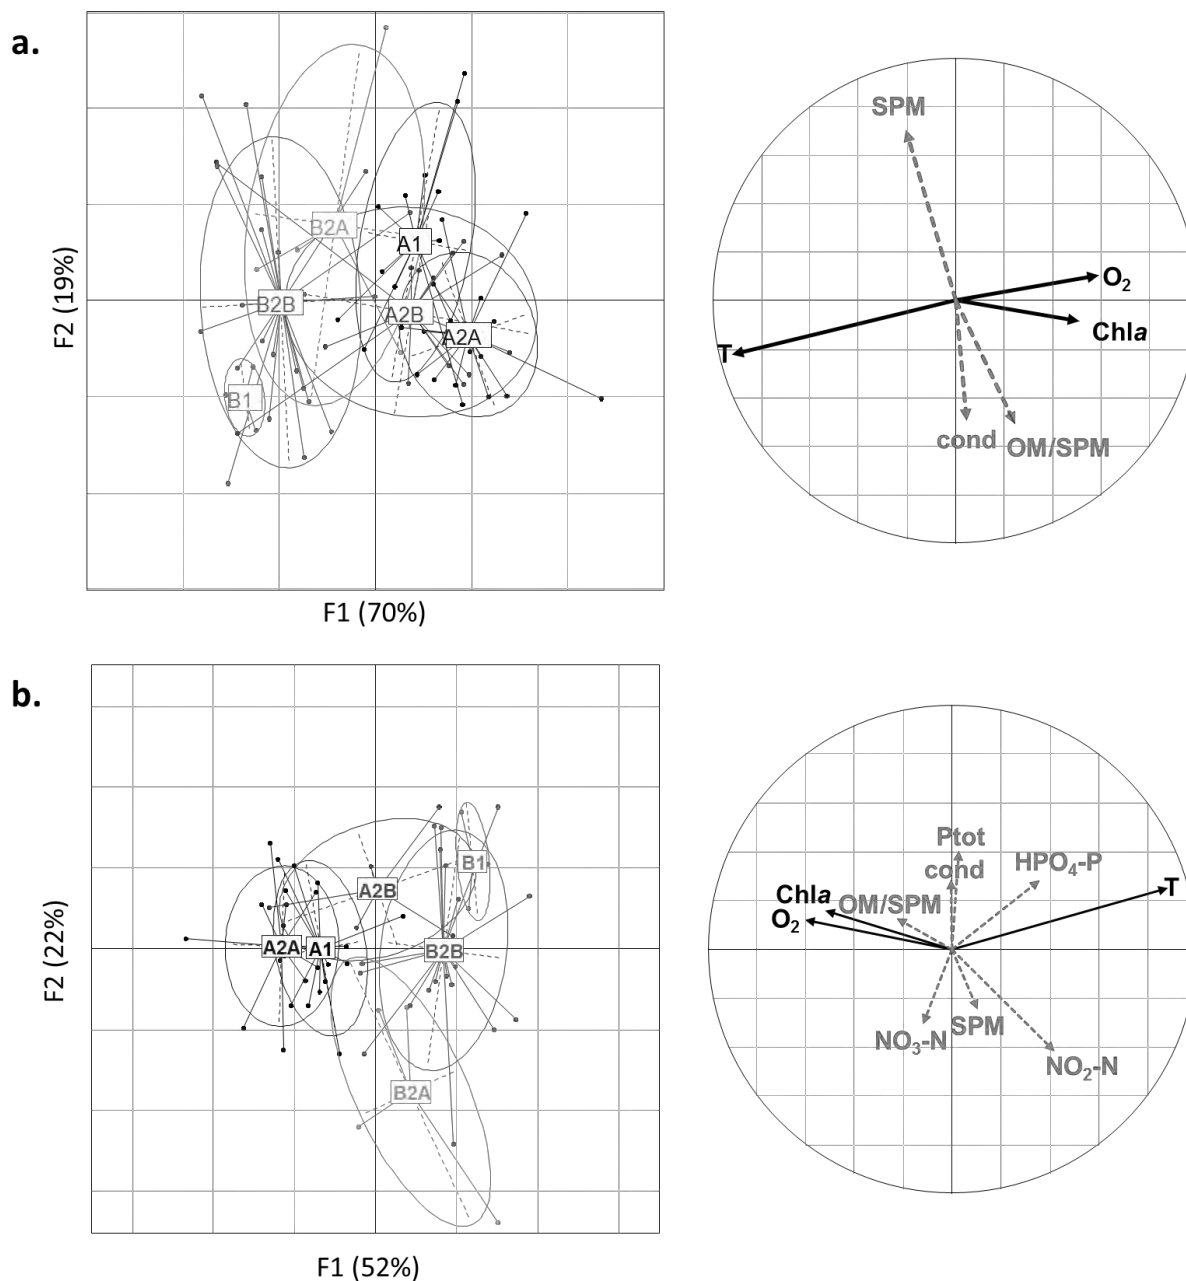 a.
SPM
B2A
A1
O₂
B2B
A2B
Chla
A2A
T
F2 (19%)
B1
cond
OM/SPM
F1 (70%)
b.
Ptot
cond
HPO₄-P
B1
A2B
Chla
OM/SPM
T
O₂
A2A
A1
B2B
F2 (22%)
NO₃-N
SPM
NO₂-N
B2A
F1 (52%)